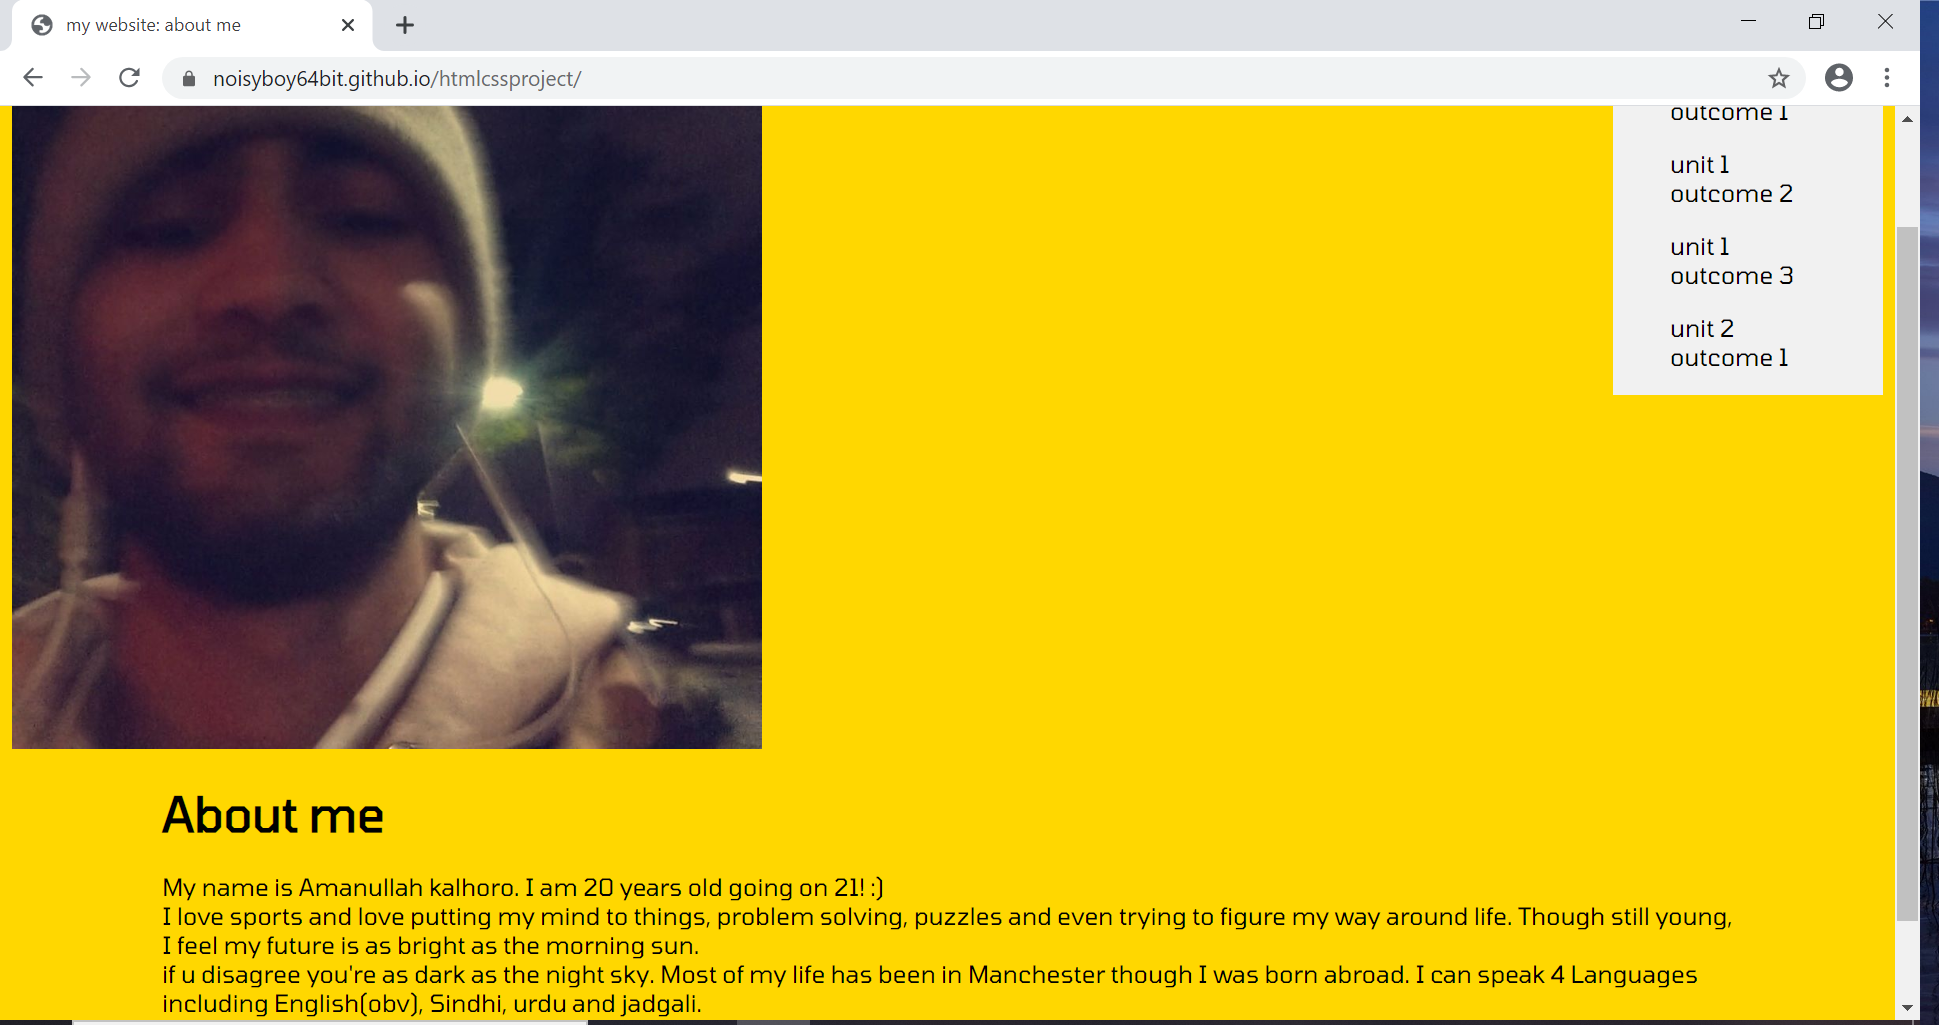 my website: about me
noisyboy64bit.github.io/htmlcssproject/
outcome 1
unit 1
outcome 2
unit 1
outcome 3
unit 2
outcome 1
About me
My name is Amanullah kalhoro. I am 20 years old going on 21! :)
I love sports and love putting my mind to things, problem solving, puzzles and even trying to figure my way around life. Though still young,
I feel my future is as bright as the morning sun.
if u disagree you're as dark as the night sky. Most of my life has been in Manchester though I was born abroad. I can speak 4 Languages
including English(obv), Sindhi, urdu and jadgali.